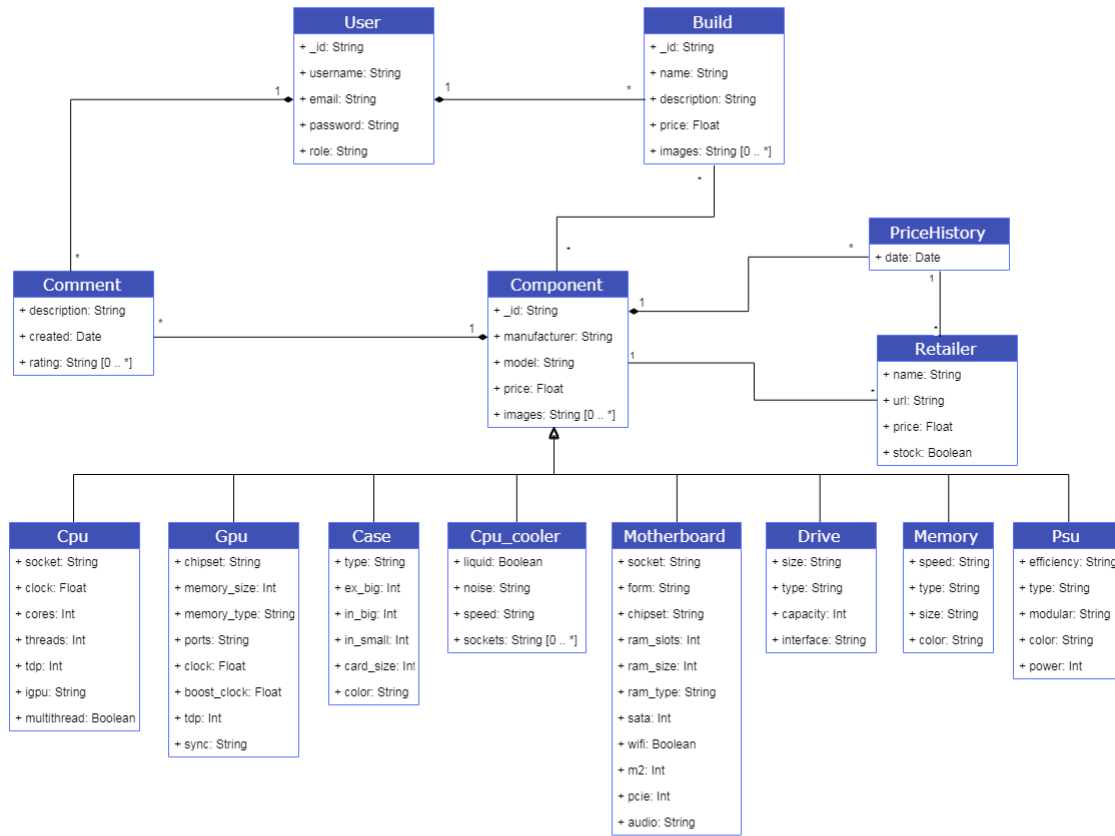 User
+ _id: String
+ username: String
+ email: String
+ password: String
+ role: String
Build
+ _id: String
+ name: String
+ description: String
+ price: Float
+ images: String [0 .. *]
1
1
*
*
*
*
PriceHistory
+ date: Date
*
1
1
*
Comment
+ description: String
+ created: Date
+ rating: String [0 .. *]
*
1
Component
+ _id: String
+ manufacturer: String
+ model: String
+ price: Float
+ images: String [0 .. *]
1
*
Retailer
+ name: String
+ url: String
+ price: Float
+ stock: Boolean
Cpu
+ socket: String
+ clock: Float
+ cores: Int
+ threads: Int
+ tdp: Int
+ igpu: String
+ multithread: Boolean
Gpu
+ chipset: String
+ memory_size: Int
+ memory_type: String
+ ports: String
+ clock: Float
+ boost_clock: Float
+ tdp: Int
+ sync: String
Case
+ type: String
+ ex_big: Int
+ in_big: Int
+ in_small: Int
+ card_size: Int
+ color: String
Cpu_cooler
+ liquid: Boolean
+ noise: String
+ speed: String
+ sockets: String [0 .. *]
Motherboard
+ socket: String
+ form: String
+ chipset: String
+ ram_slots: Int
+ ram_size: Int
+ ram_type: String
+ sata: Int
+ wifi: Boolean
+ m2: Int
+ pcie: Int
+ audio: String
Drive
+ size: String
+ type: String
+ capacity: Int
+ interface: String
Memory
+ speed: String
+ type: String
+ size: String
+ color: String
Psu
+ efficiency: String
+ type: String
+ modular: String
+ color: String
+ power: Int